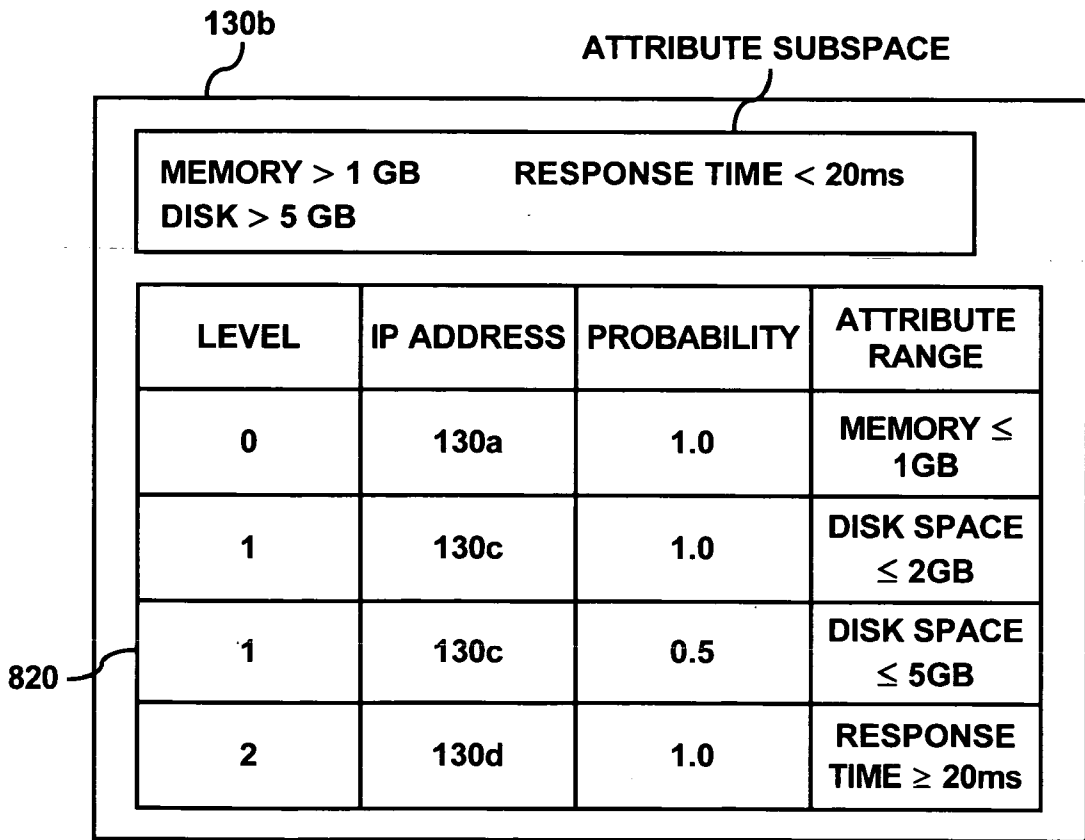 130b
ATTRIBUTE SUBSPACE
MEMORY > 1 GB RESPONSE TIME < 20ms
DISK > 5 GB
LEVEL IP ADDRESS PROBABILITY ATTRIBUTE RANGE
0 130a 1.0 MEMORY ≤ 1GB
1 130c 1.0 DISK SPACE ≤ 2GB
1 130c 0.5 DISK SPACE ≤ 5GB
820
2 130d 1.0 RESPONSE TIME ≥ 20ms